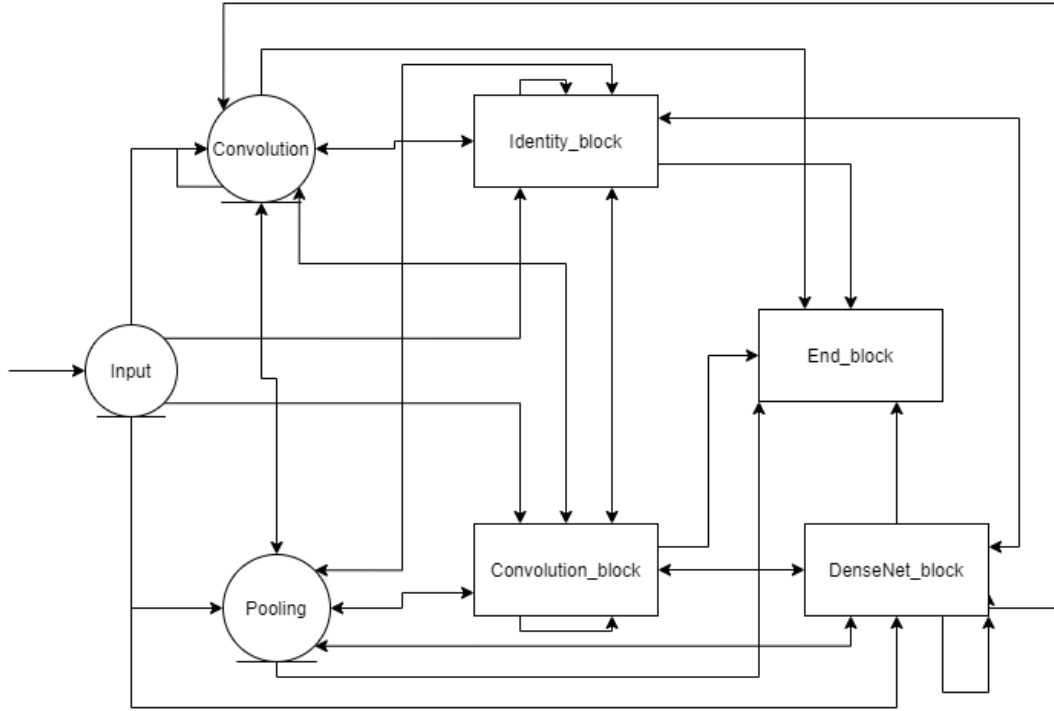 Convolution
Identity_block
Input
End_block
Pooling
Convolution_block
DenseNet_block